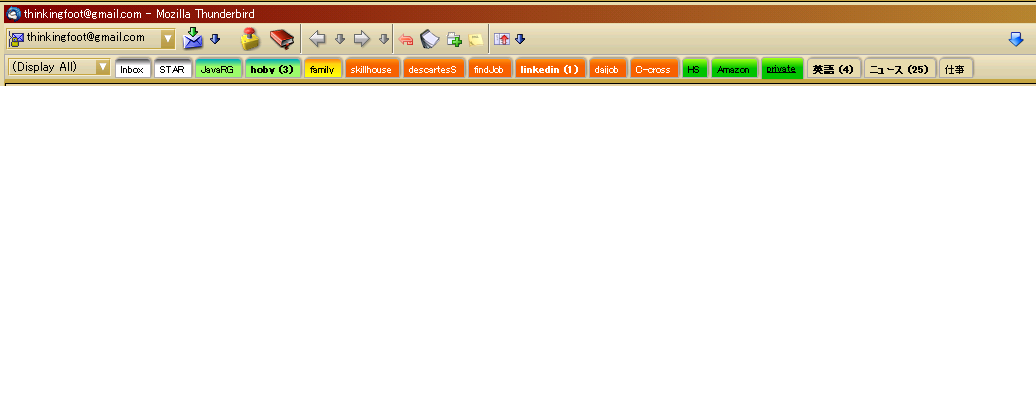 thinkingfoot@gmail.com - Mozilla Thunderbird
thinkingfoot@gmail.com
(Display All) Inbox STAR JavaRG hoby (3) family skillhouse descartesS findJob linkedin (1) daijob C-cross HS Amazon private 英語 (4) ニュース (25) 仕事